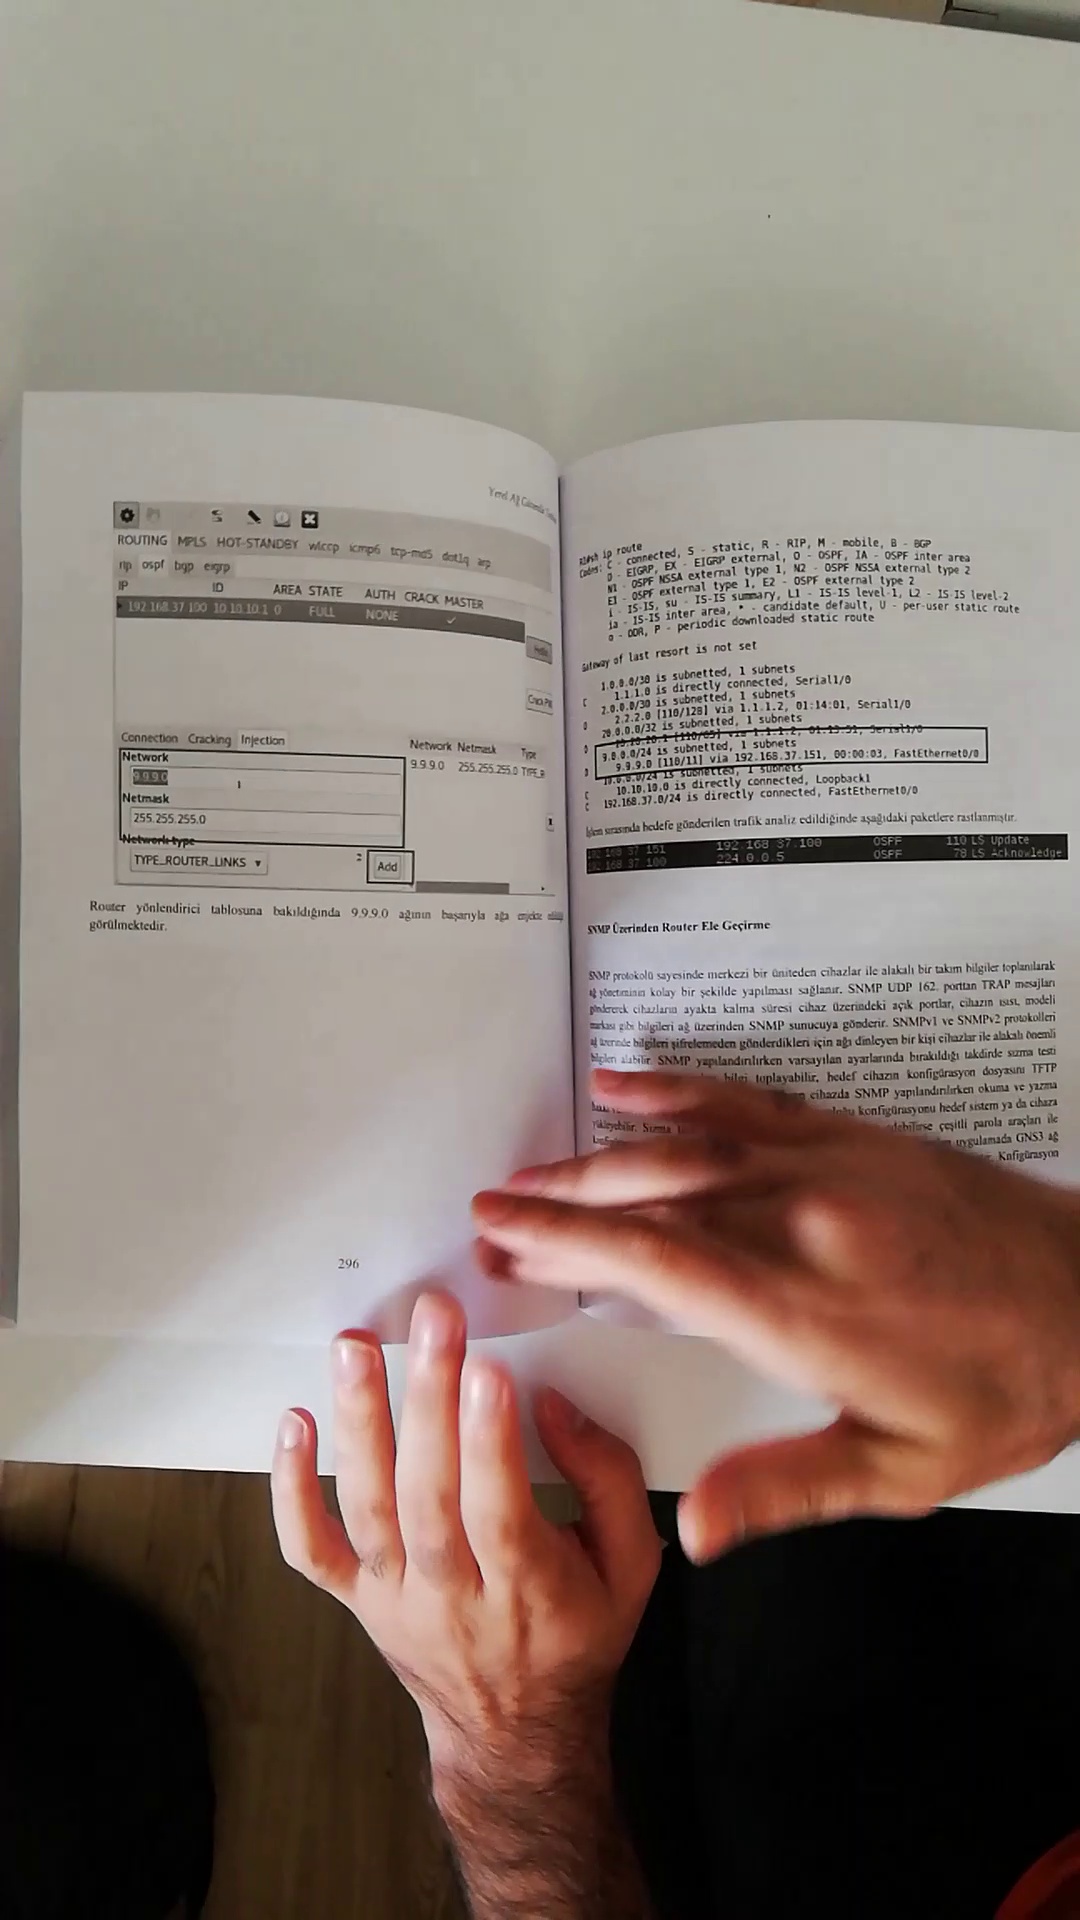 Yerel Ağ Güvenlik
ROUTING MPLS HOT-STANDBY wlccp icmp6 tcp-md5 dot1q arp
rip ospf bgp eigrp
IP ID AREA STATE AUTH CRACK MASTER
192.168.37.100 10.10.10.1 0 FULL NONE
Hello
Connection Cracking Injection
Network Netmask Type
Network
9.9.9.0 255.255.255.0
9.9.9.0
Netmask
255.255.255.0
Network type
TYPE_ROUTER_LINKS
Add
Router yönlendirici tablosuna bakıldığında 9.9.9.0 ağının başarıyla ağa enjekte
görülmektedir.
296
R1#sh ip route
Codes: C - connected, S - static, R - RIP, M - mobile, B - BGP
D - EIGRP, EX - EIGRP external, O - OSPF, IA - OSPF inter area
N1 - OSPF NSSA external type 1, N2 - OSPF NSSA external type 2
E1 - OSPF external type 1, E2 - OSPF external type 2
i - IS-IS, su - IS-IS summary, L1 - IS-IS level-1, L2 - IS-IS level-2
ia - IS-IS inter area, * - candidate default, U - per-user static route
o - ODR, P - periodic downloaded static route
Gateway of last resort is not set
1.0.0.0/30 is subnetted, 1 subnets
C 1.1.1.0 is directly connected, Serial1/0
2.0.0.0/30 is subnetted, 1 subnets
O 2.2.2.0 [110/128] via 1.1.1.2, 01:14:01, Serial1/0
20.0.0.0/32 is subnetted, 1 subnets
O [110/65] via 1.1.1.2, 01:13:51, Serial1/0
9.0.0.0/24 is subnetted, 1 subnets
O 9.9.9.0 [110/11] via 192.168.37.151, 00:00:03, FastEthernet0/0
10.0.0.0/24 is subnetted, 1 subnets
C 10.10.10.0 is directly connected, Loopback1
C 192.168.37.0/24 is directly connected, FastEthernet0/0
İşlem sırasında hedefe gönderilen trafik analiz edildiğinde aşağıdaki paketlere rastlanmıştır.
192.168.37.151 192.168.37.100 OSPF 110 LS Update
192.168.37.100 224.0.0.5 OSPF 78 LS Acknowledge
SNMP Üzerinden Router Ele Geçirme
SNMP protokolü sayesinde merkezi bir üniteden cihazlar ile alakalı bir takım bilgiler toplanılarak
ağ yönetiminin kolay bir şekilde yapılması sağlanır. SNMP UDP 162. porttan TRAP mesajları
göndererek cihazların ayakta kalma süresi cihaz üzerindeki açık portlar, cihazın ısısı, modeli
markası gibi bilgileri ağ üzerinden SNMP sunucuya gönderir. SNMPv1 ve SNMPv2 protokolleri
ağ üzerinde bilgileri şifrelemeden gönderdikleri için ağı dinleyen bir kişi cihazlar ile alakalı önemli
bilgileri alabilir. SNMP yapılandırılırken varsayılan ayarlarında bırakıldığı takdirde sızma testi
bilgi toplayabilir, hedef cihazın konfigürasyon dosyasını TFTP
cihazda SNMP yapılandırılırken okuma ve yazma
konfigürasyonu hedef sistem ya da cihaza
yükleyebilir. Sızma çeşitli parola araçları ile
uygulamada GNS3 ağ
Knfigürasyon